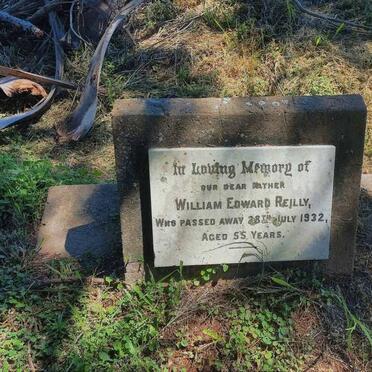 In Loving Memory of
OUR DEAR FATHER
WILLIAM EDWARD REILLY,
WHO PASSED AWAY 28TH JULY 1932,
AGED 55 YEARS.